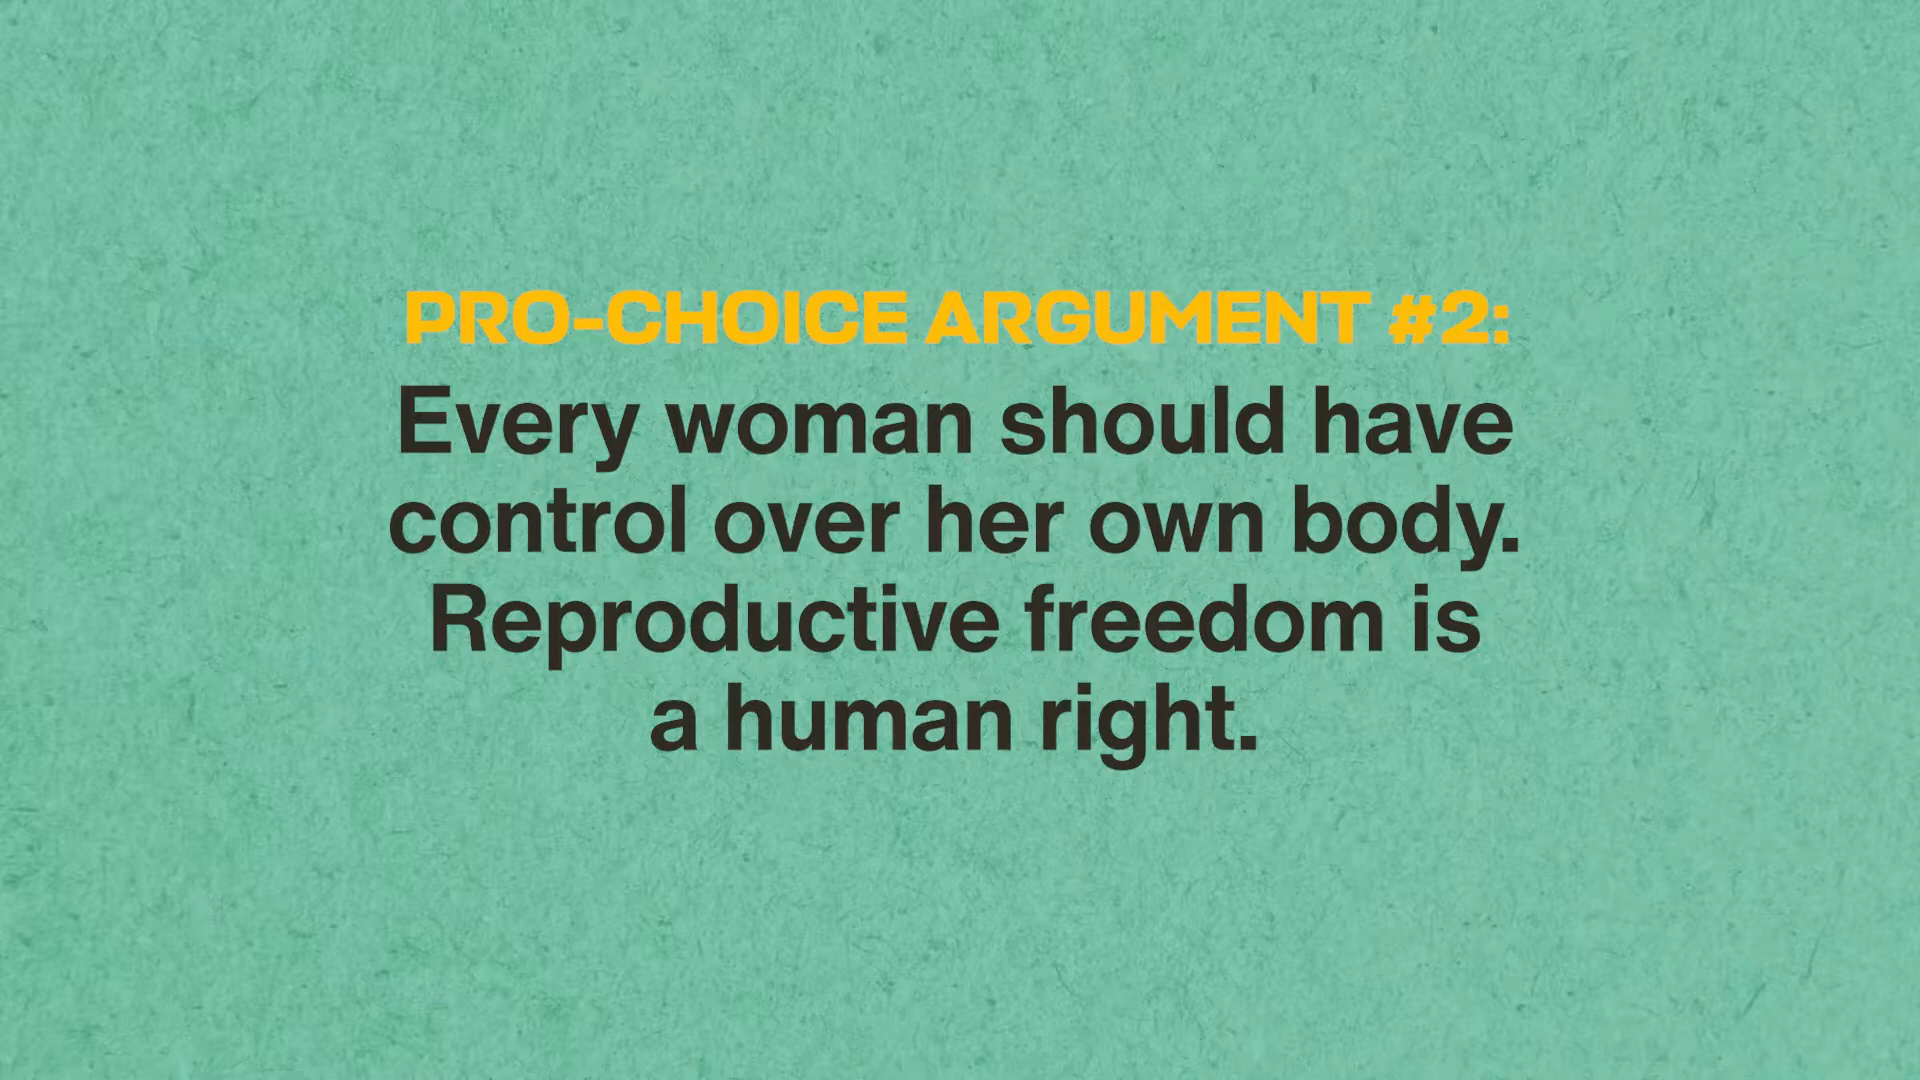 PRO-CHOICE ARGUMENT #2:
Every woman should have
control over her own body.
Reproductive freedom is
a human right.